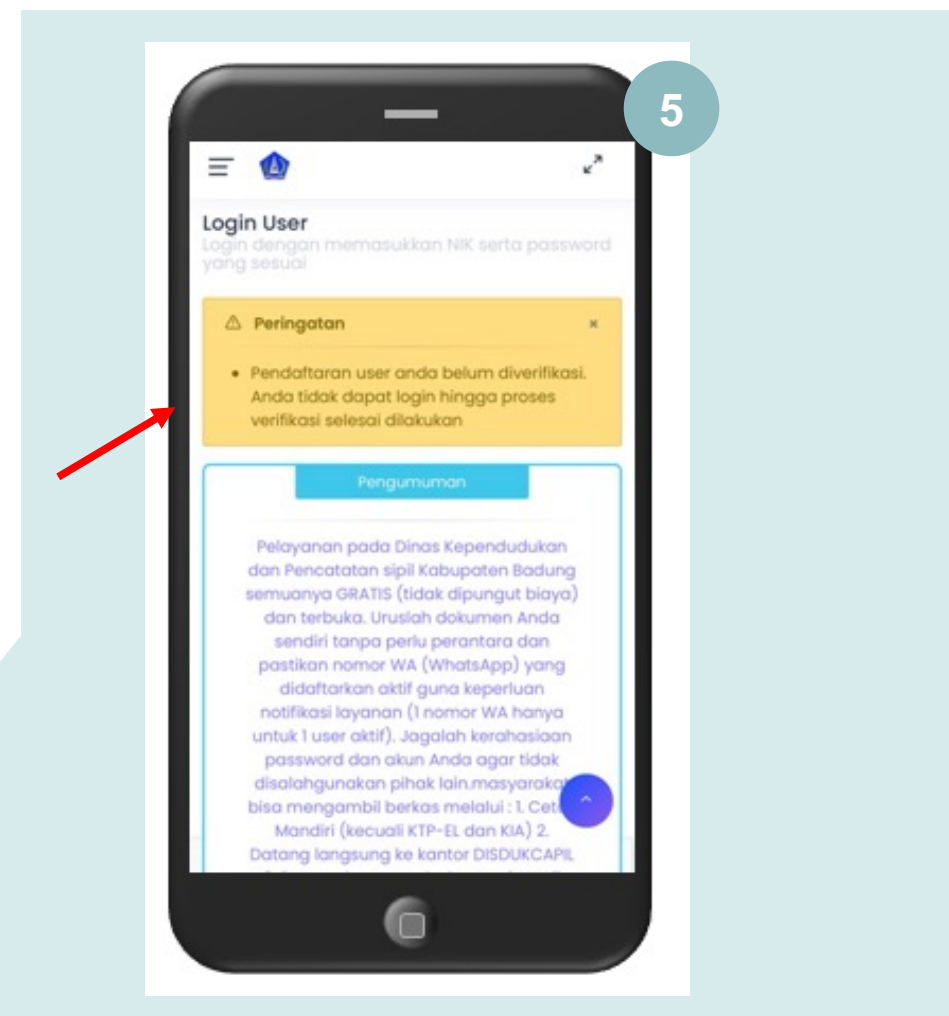 5
Login User
Login dengan memasukkan NIK serta password
yang sesuai
Peringatan
Pendaftaran user anda belum diverifikasi.
Anda tidak dapat login hingga proses
verifikasi selesai dilakukan
Pengumuman
Pelayanan pada Dinas Kependudukan
dan Pencatatan sipil Kabupaten Badung
semuanya GRATIS (tidak dipungut biaya)
dan terbuka. Uruslah dokumen Anda
sendiri tanpa perlu perantara dan
pastikan nomor WA (WhatsApp) yang
didaftarkan aktif guna keperluan
notifikasi layanan (1 nomor WA hanya
untuk 1 user aktif). Jagalah kerahasiaan
password dan akun Anda agar tidak
disalahgunakan pihak lain.masyarakat
bisa mengambil berkas melalui : 1.
Mandiri (kecuali KTP-EL dan KIA) 2.
Datang langsung ke kantor DISDUKCAPIL